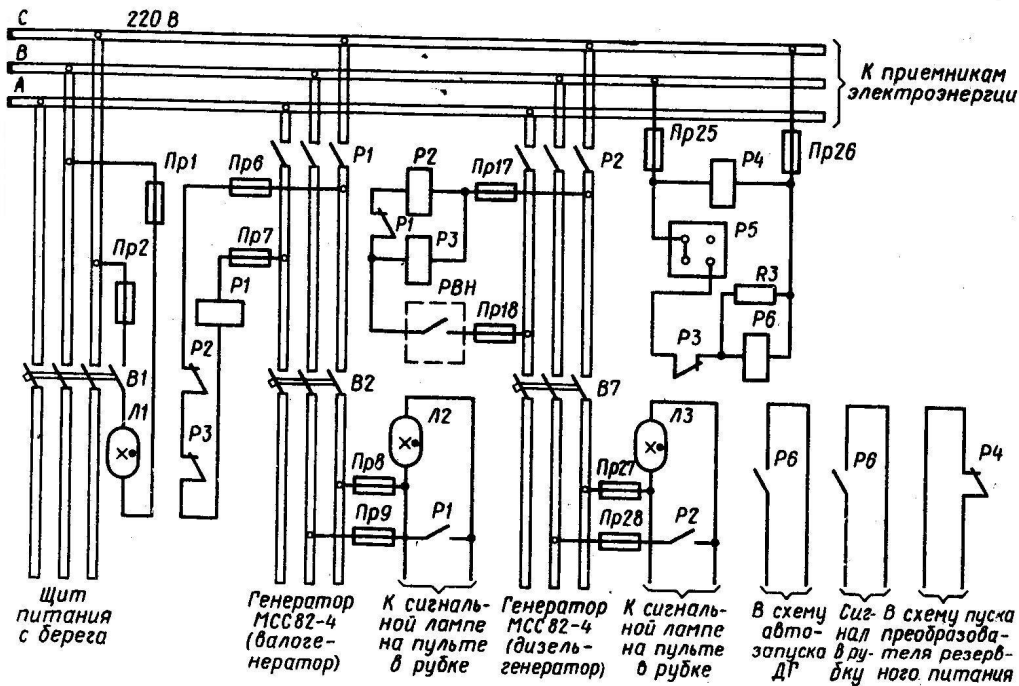 С
220 В
В
А
К приемникам
электроэнергии
Пр1
Пр6
Р1
Р2
Пр17
Р2
Пр25
Р4
Пр26
Р1
Пр2
Пр7
Р3
Р5
Р1
РВН
R3
Пр18
Р3
Р6
Р2
В1
В2
В7
Л1
Л2
Л3
Р3
Р6
Р6
Р4
Пр8
Пр27
Пр9
Р1
Пр28
Р2
Щит
питания
с берега
Генератор
МСС82-4
(валоге-
нератор)
К сигналь-
ной лампе
на пульте
в рубке
Генератор
МСС82-4
(дизель-
генератор)
К сигналь-
ной лампе
на пульте
в рубке
В схему
авто-
запуска
ДГ
Сиг-
нал
в ру-
бку
В схему пуска
преобразова-
теля резерв-
ного питания